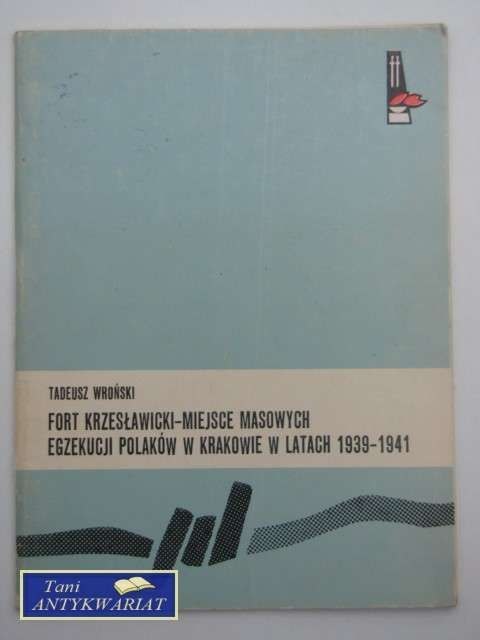 TADEUSZ WROŃSKI
FORT KRZESŁAWICKI-MIEJSCE MASOWYCH
EGZEKUCJI POLAKÓW W KRAKOWIE W LATACH 1939-1941
Tani
ANTYKWARIAT